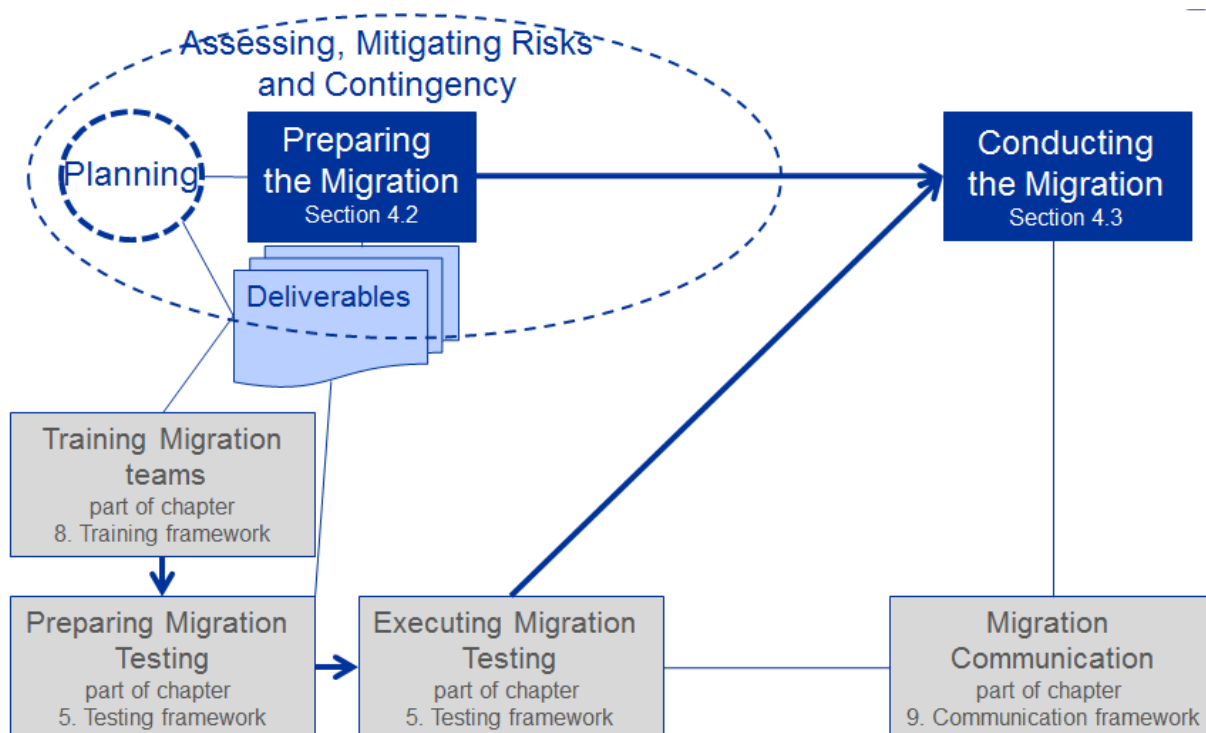 Assessing, Mitigating Risks
and Contingency
Planning
Preparing
the Migration
Section 4.2
Conducting
the Migration
Section 4.3
Deliverables
Training Migration
teams
part of chapter
8. Training framework
Preparing Migration
Testing
part of chapter
5. Testing framework
Executing Migration
Testing
part of chapter
5. Testing framework
Migration
Communication
part of chapter
9. Communication framework